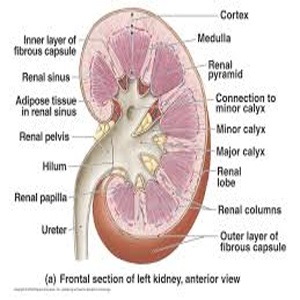 Cortex
Inner layer of
fibrous capsule
Medulla
Renal sinus
Renal
pyramid
Adipose tissue
in renal sinus
Connection to
minor calyx
Renal pelvis
Minor calyx
Major calyx
Hilum
Renal
lobe
Renal papilla
Renal columns
Ureter
Outer layer of
fibrous capsule
(a) Frontal section of left kidney, anterior view